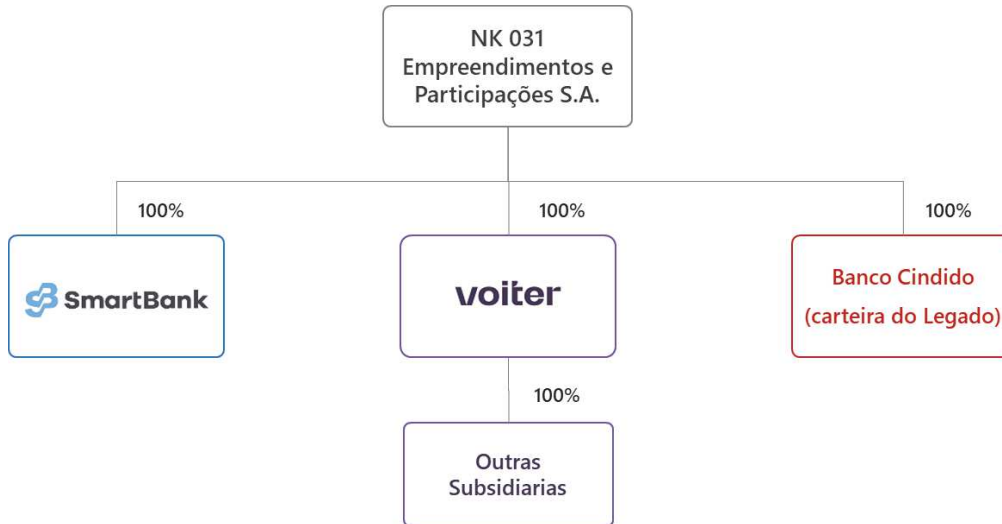 NK 031
Empreendimentos e
Participações S.A.
100%
100%
100%
SmartBank
voiter
Banco Cindido
(carteira do Legado)
100%
Outras
Subsidiarias